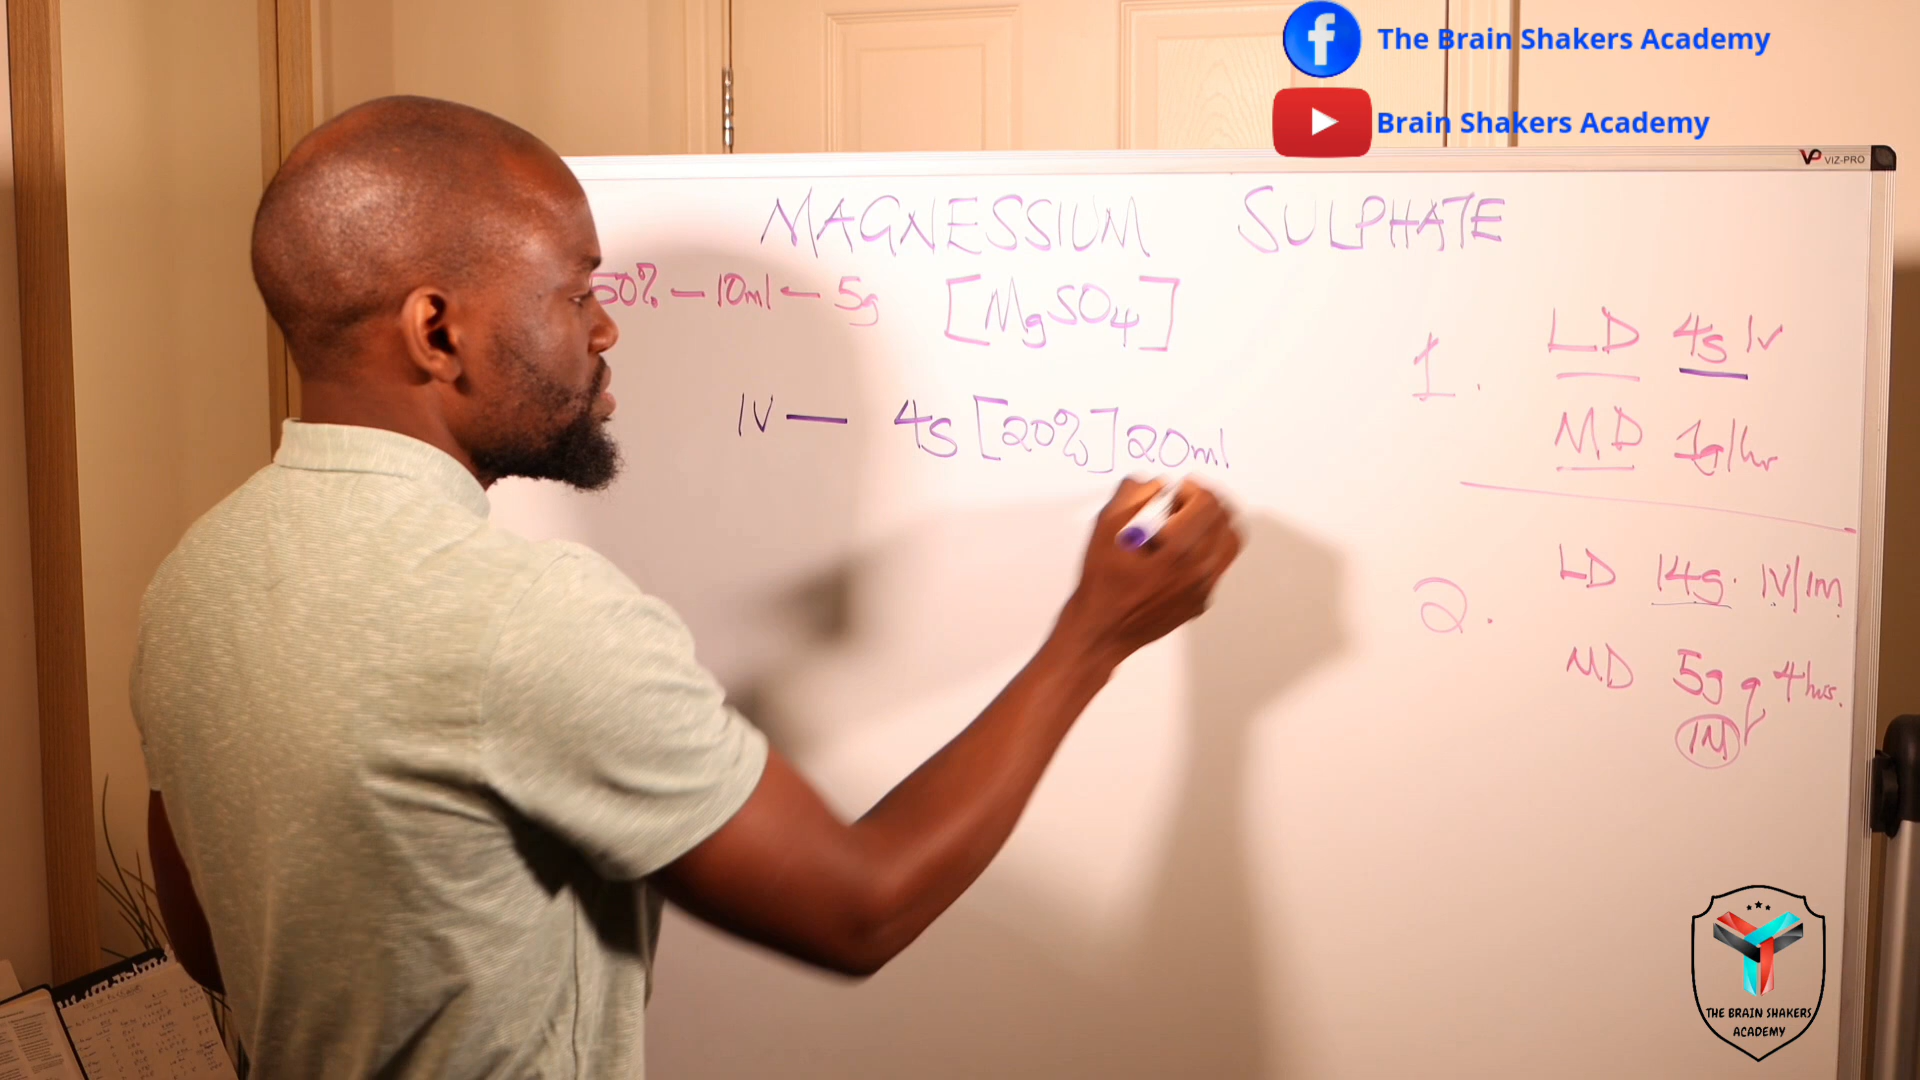 The Brain Shakers Academy
Brain Shakers Academy
VIZ-PRO
MAGNESSIUM SULPHATE
50% — 10ml — 5g [MgSO4]
IV — 4g [20%] 20ml
1. LD 4g IV
MD 1g/hr
2. LD 14g. IV/IM
MD 5g q 4hrs.
IM
THE BRAIN SHAKERS
ACADEMY